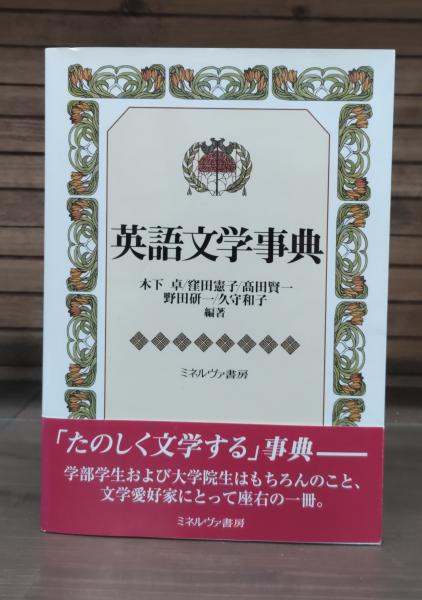 英語文学事典
木下 卓/窪田憲子/髙田賢一
野田研一/久守和子
編著
ミネルヴァ書房
「たのしく文学する」事典――
学部学生および大学院生はもちろんのこと、
文学愛好家にとって座右の一冊。
ミネルヴァ書房